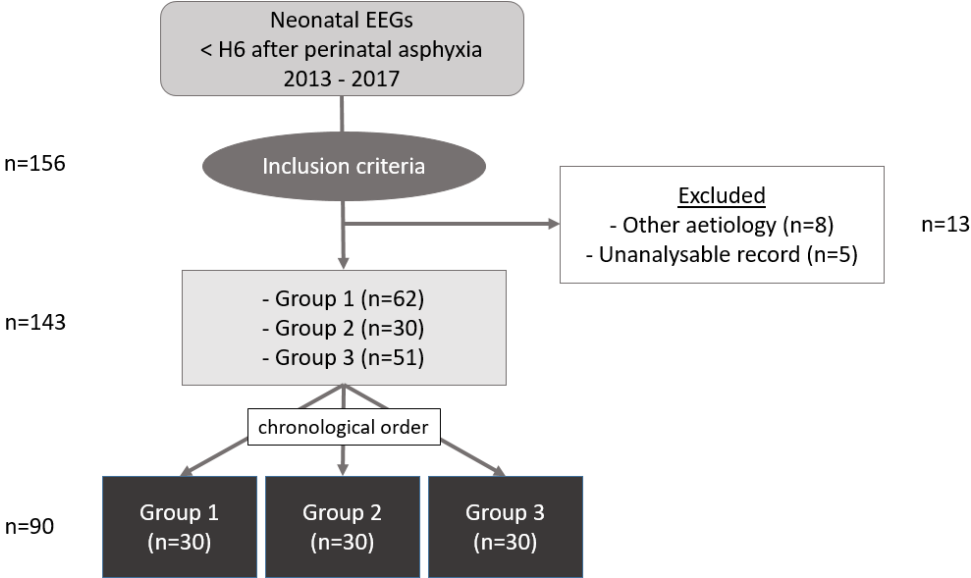 Neonatal EEGs
< H6 after perinatal asphyxia
2013 - 2017
n=156
Inclusion criteria
Excluded
- Other aetiology (n=8)
- Unanalysable record (n=5)
n=13
n=143
- Group 1 (n=62)
- Group 2 (n=30)
- Group 3 (n=51)
chronological order
n=90
Group 1
(n=30)
Group 2
(n=30)
Group 3
(n=30)